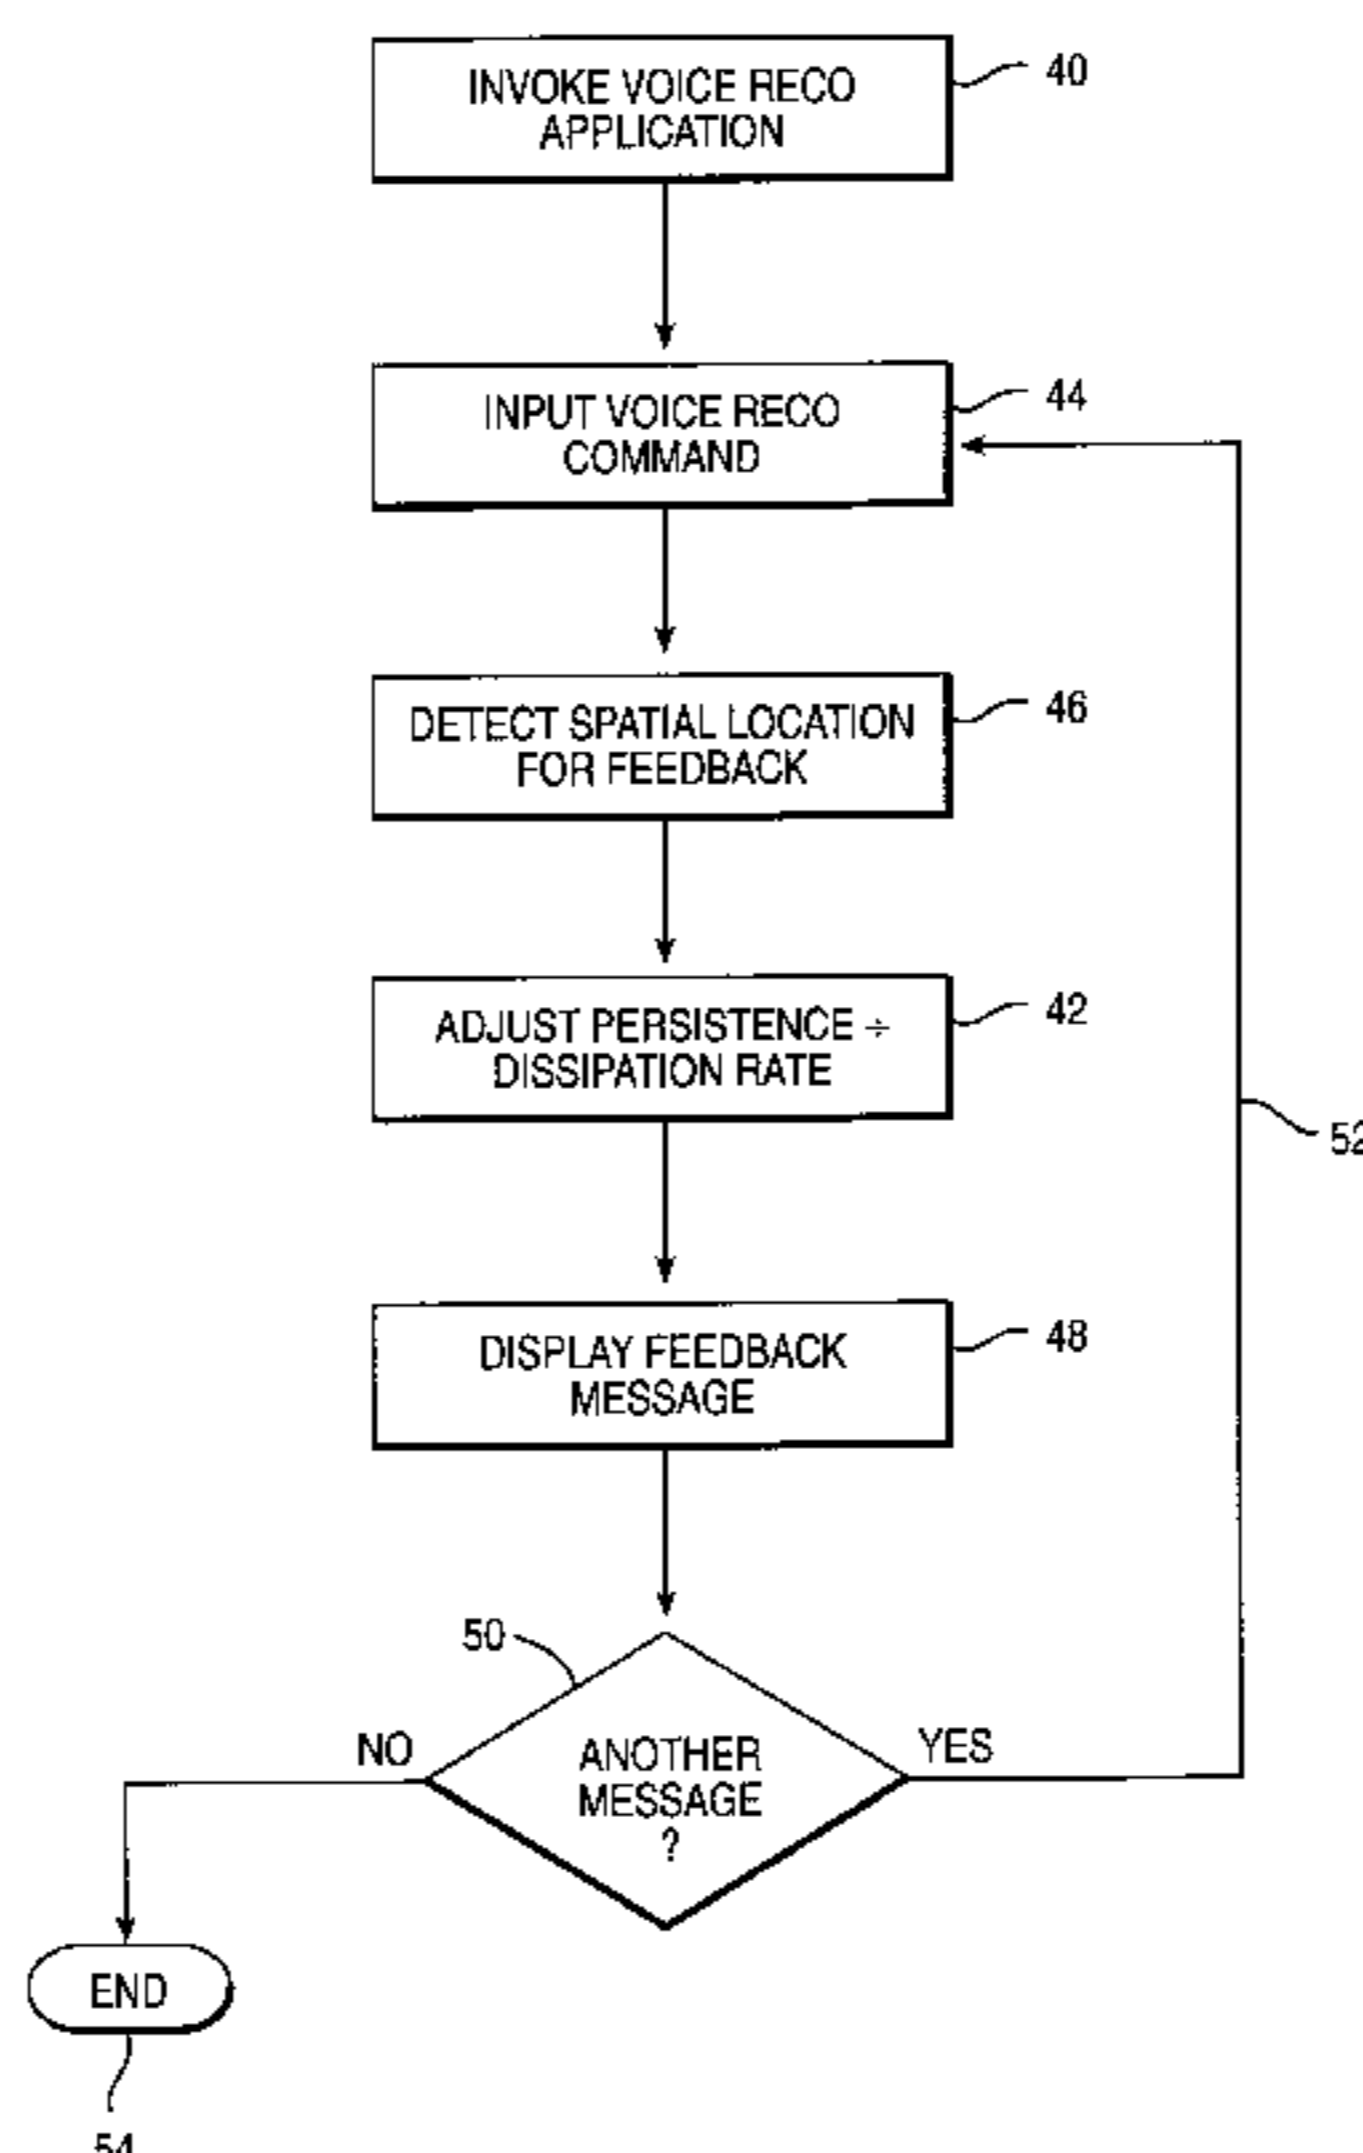 INVOKE VOICE RECO
APPLICATION
40
INPUT VOICE RECO
COMMAND
44
DETECT SPATIAL LOCATION
FOR FEEDBACK
46
ADJUST PERSISTENCE ÷
DISSIPATION RATE
42
52
DISPLAY FEEDBACK
MESSAGE
48
50
NO
ANOTHER
MESSAGE
?
YES
END
54